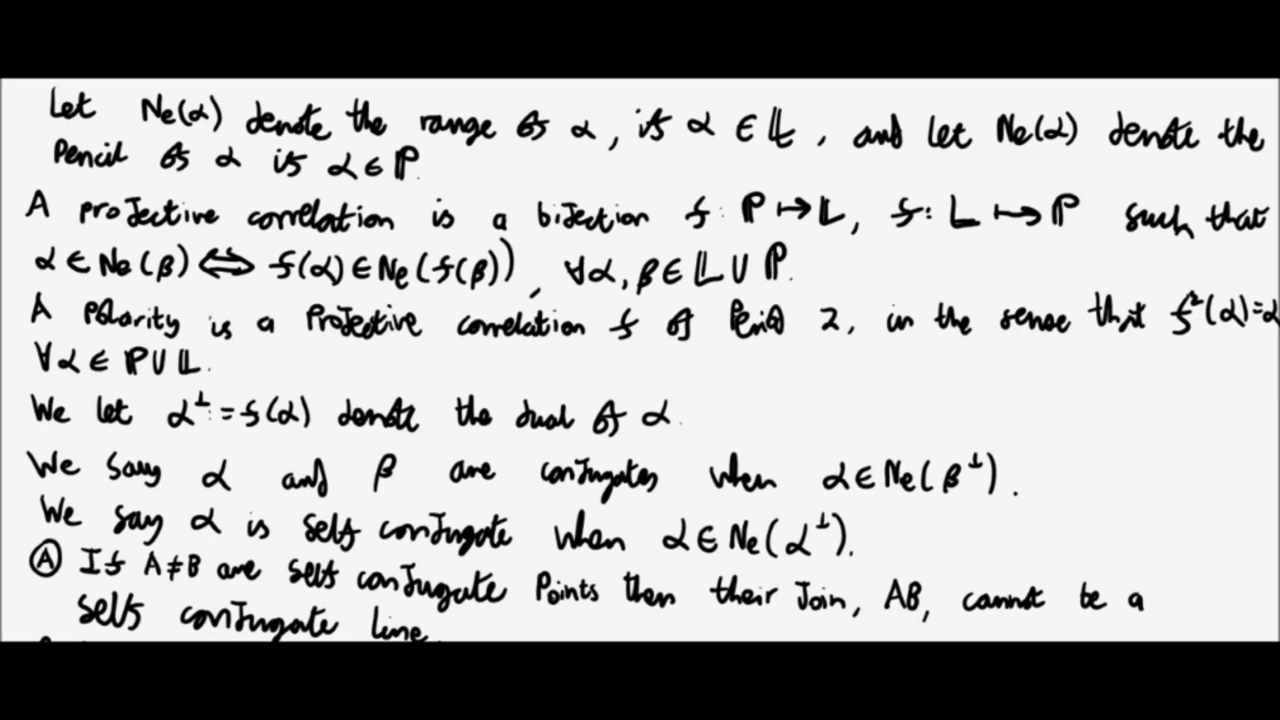 Let Ne(α) denote the range of α, if α ∈ 𝕃, and let Ne(α) denote the
pencil of α if α ∈ ℙ.
A projective correlation is a bijection f: ℙ ↦ 𝕃, f: 𝕃 ↦ ℙ such that
α ∈ Ne(β) ⇔ f(α) ∈ Ne(f(β)), ∀α, β ∈ 𝕃 ∪ ℙ.
A polarity is a projective correlation f of period 2, in the sense that f²(α)=α
∀α ∈ ℙ ∪ 𝕃.
We let α^⊥ = f(α) denote the dual of α.
We say α and β are conjugates when α ∈ Ne(β^⊥).
We say α is self conjugate when α ∈ Ne(α^⊥).
Ⓐ If A ≠ B are self conjugate points then their join, AB, cannot be a
self conjugate line